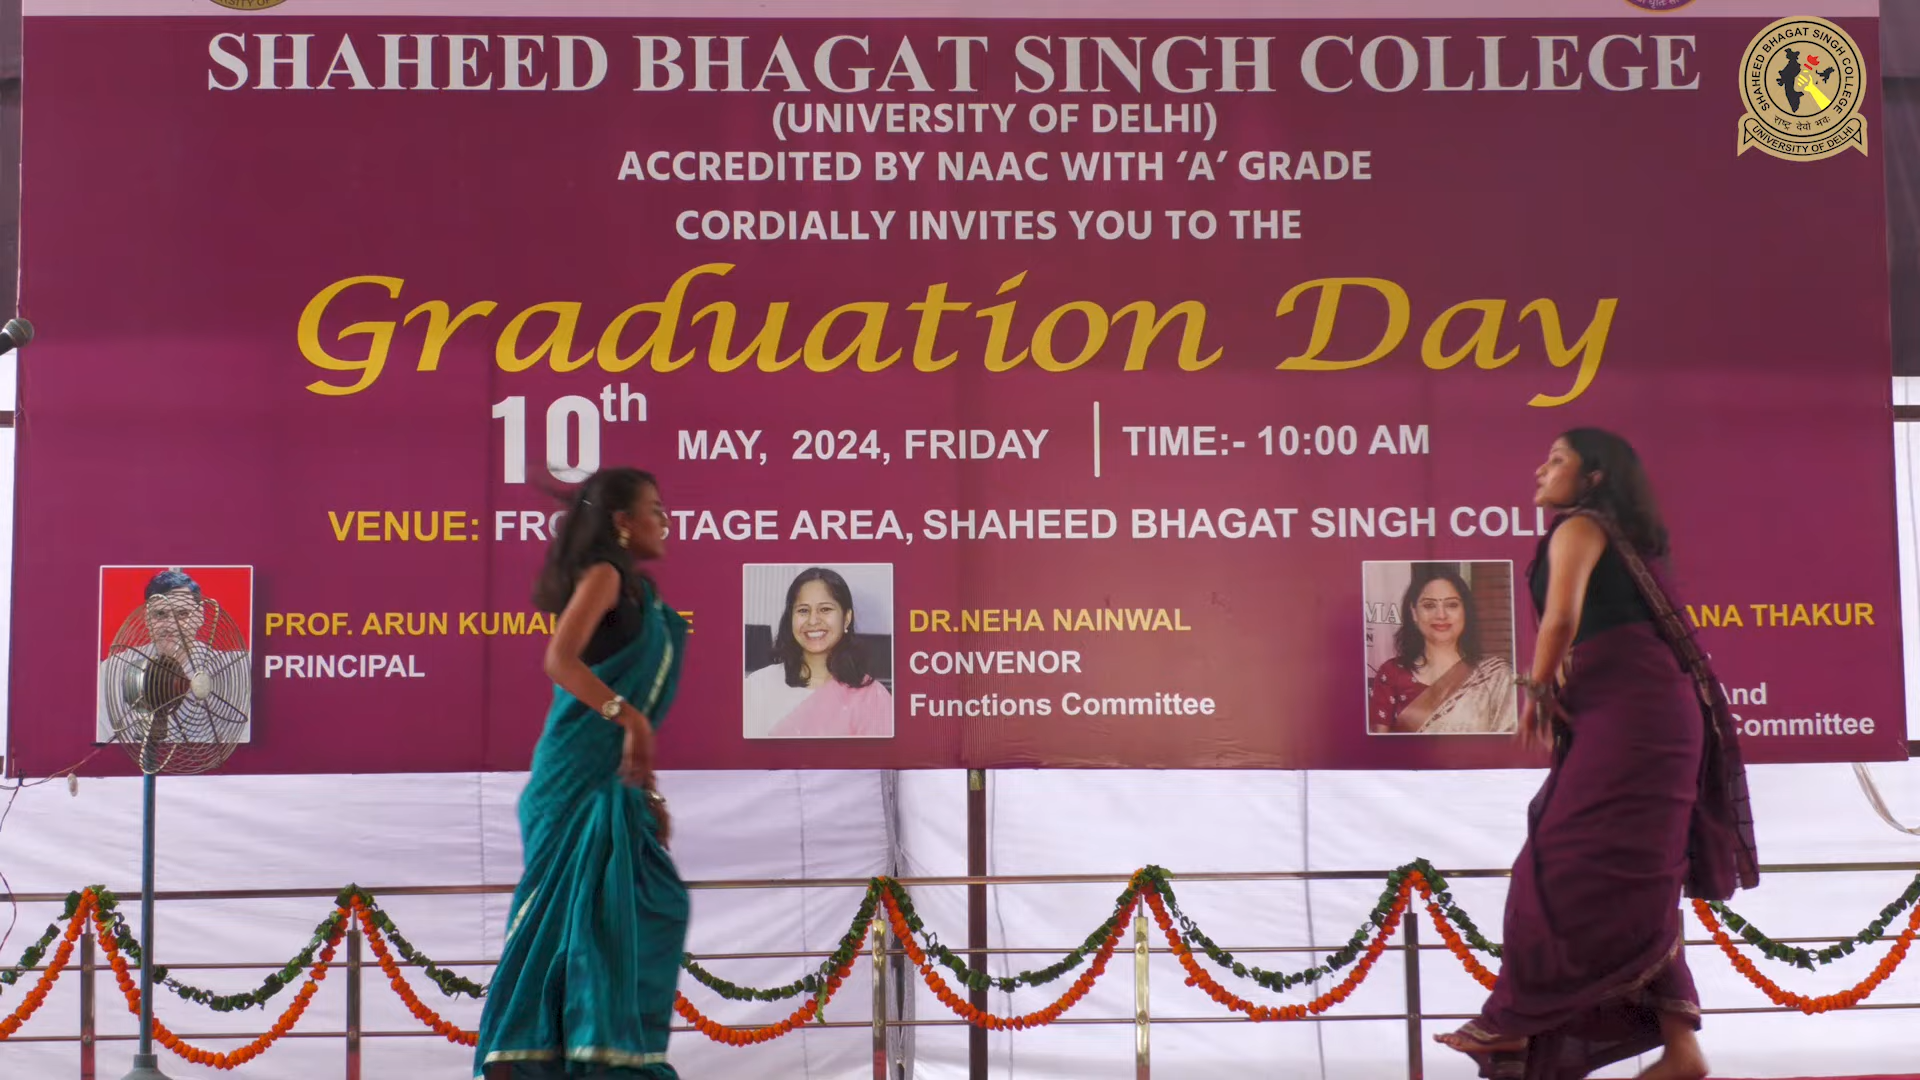 SHAHEED BHAGAT SINGH COLLEGE
(UNIVERSITY OF DELHI)
ACCREDITED BY NAAC WITH ‘A’ GRADE
CORDIALLY INVITES YOU TO THE
Graduation Day
10th MAY, 2024, FRIDAY | TIME:- 10:00 AM
VENUE: TAGE AREA, SHAHEED BHAGAT SINGH COLL
PROF. ARUN KUMA
PRINCIPAL
DR.NEHA NAINWAL
CONVENOR
Functions Committee
ANA THAKUR
And
Committee
SHAHEED BHAGAT SINGH COLLEGE
राष्ट्र देवो भवः
UNIVERSITY OF DELHI